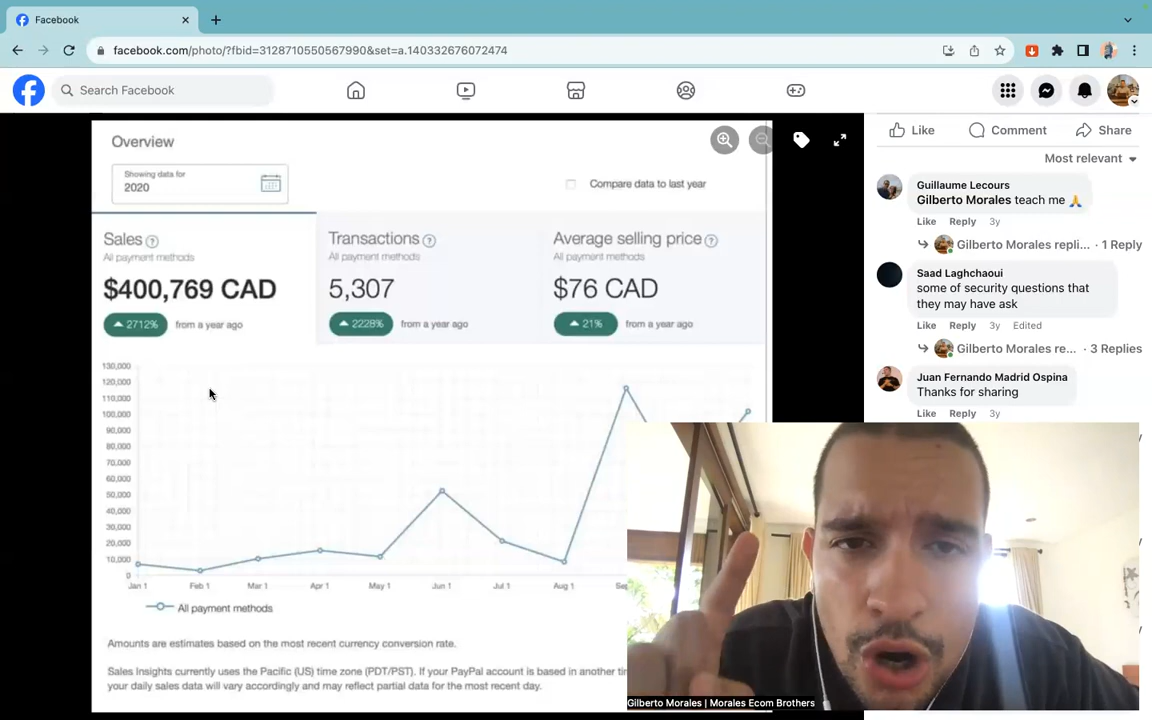 Facebook
facebook.com/photo/?fbid=3128710550567990&set=a.140332676072474
Search Facebook
Overview
Showing data for
2020
Compare data to last year
Sales ?
All payment methods
$400,769 CAD
2712% from a year ago
Transactions ?
All payment methods
5,307
2228% from a year ago
Average selling price ?
All payment methods
$76 CAD
21% from a year ago
130,000
120,000
110,000
100,000
90,000
80,000
70,000
60,000
50,000
40,000
30,000
20,000
10,000
0
Jan 1 Feb 1 Mar 1 Apr 1 May 1 Jun 1 Jul 1 Aug 1
All payment methods
Amounts are estimates based on the most recent currency conversion rate.
Sales Insights currently uses the Pacific (US) time zone (PDT/PST). If your PayPal account is based in another
your daily sales data will vary accordingly and may reflect partial data for the most recent day.
Like Comment Share
Most relevant
Guillaume Lecours
Gilberto Morales teach me 🙏
Like Reply 3y
Gilberto Morales repli... · 1 Reply
Saad Laghchaoui
some of security questions that
they may have ask
Like Reply 3y Edited
Gilberto Morales re... · 3 Replies
Juan Fernando Madrid Ospina
Thanks for sharing
Like Reply 3y
Gilberto Morales | Morales Ecom Brothers